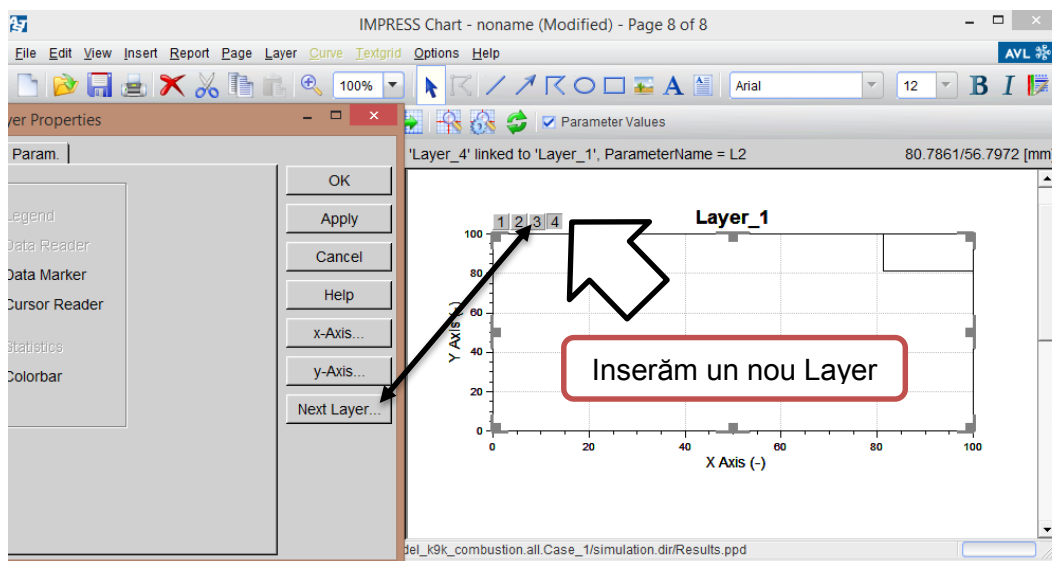 IMPRESS Chart - noname (Modified) - Page 8 of 8
File Edit View Insert Report Page Layer Curve Textgrid Options Help
AVL
100%
A
Arial
12
B I
yer Properties
Parameter Values
Param.
'Layer_4' linked to 'Layer_1', ParameterName = L2
80.7861/56.7972 [mm]
Legend
Data Reader
Data Marker
Cursor Reader
Statistics
Colorbar
OK
Apply
Cancel
Help
x-Axis...
y-Axis...
Next Layer...
1 2 3 4
Layer_1
100
80
60
40
20
0
Y Axis (-)
Inserăm un nou Layer
0 20 40 60 80 100
X Axis (-)
del_k9k_combustion.all.Case_1/simulation.dir/Results.ppd